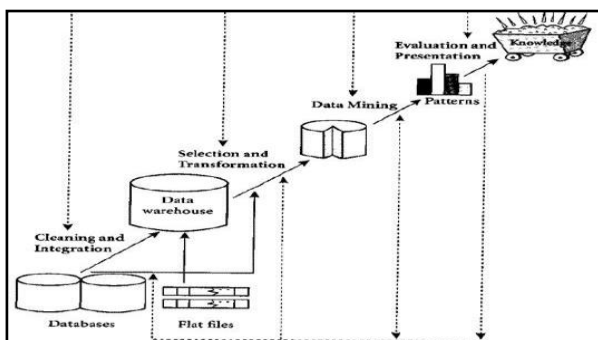 Evaluation and
Presentation
Knowledge
Data Mining
Patterns
Selection and
Transformation
Data
warehouse
Cleaning and
Integration
Databases
Flat files